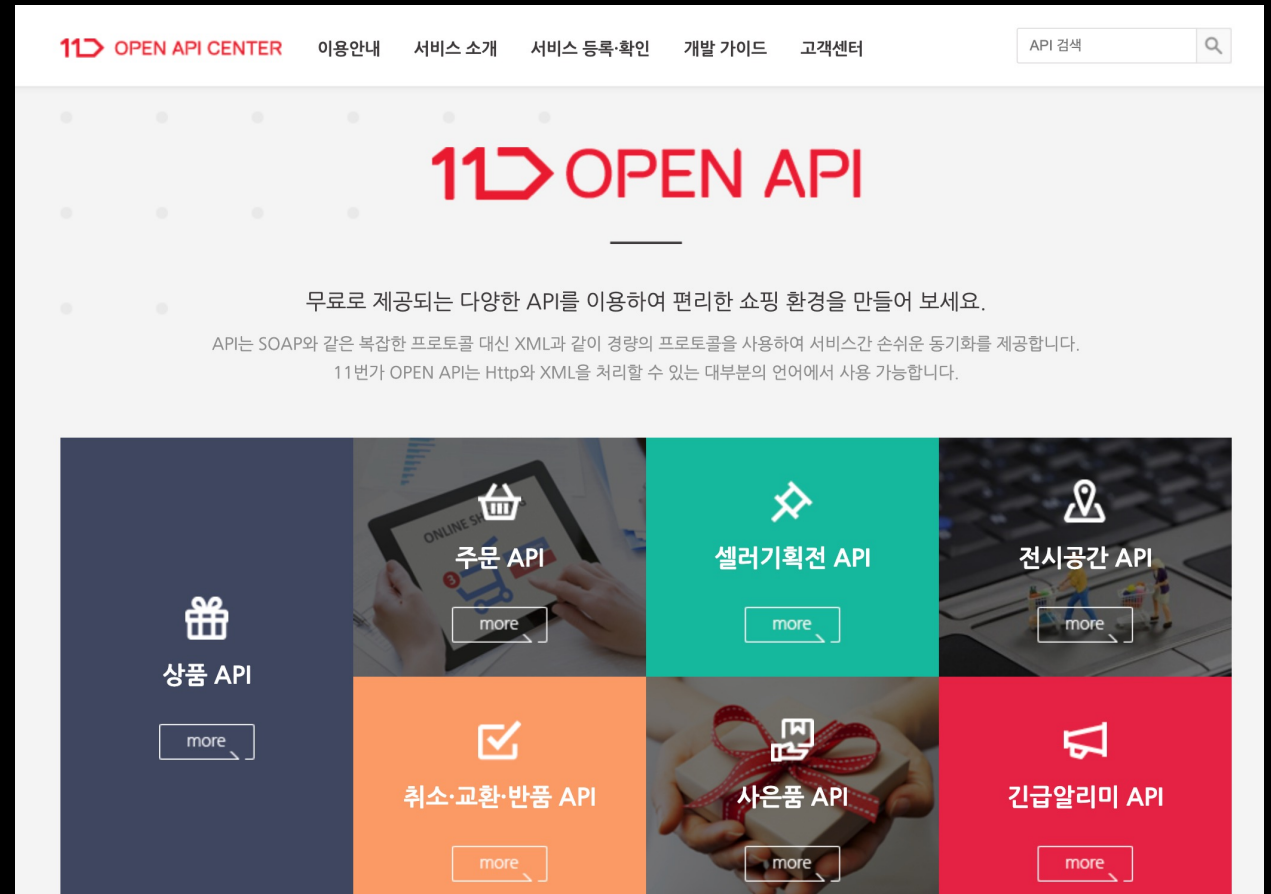 11 OPEN API CENTER
이용안내
서비스 소개
서비스 등록·확인
개발 가이드
고객센터
API 검색
11 OPEN API
무료로 제공되는 다양한 API를 이용하여 편리한 쇼핑 환경을 만들어 보세요.
API는 SOAP와 같은 복잡한 프로토콜 대신 XML과 같이 경량의 프로토콜을 사용하여 서비스간 손쉬운 동기화를 제공합니다.
11번가 OPEN API는 Http와 XML을 처리할 수 있는 대부분의 언어에서 사용 가능합니다.
상품 API
more
ONLINE
3
주문 API
more
셀러기획전 API
more
전시공간 API
more
취소·교환·반품 API
more
사은품 API
more
긴급알리미 API
more